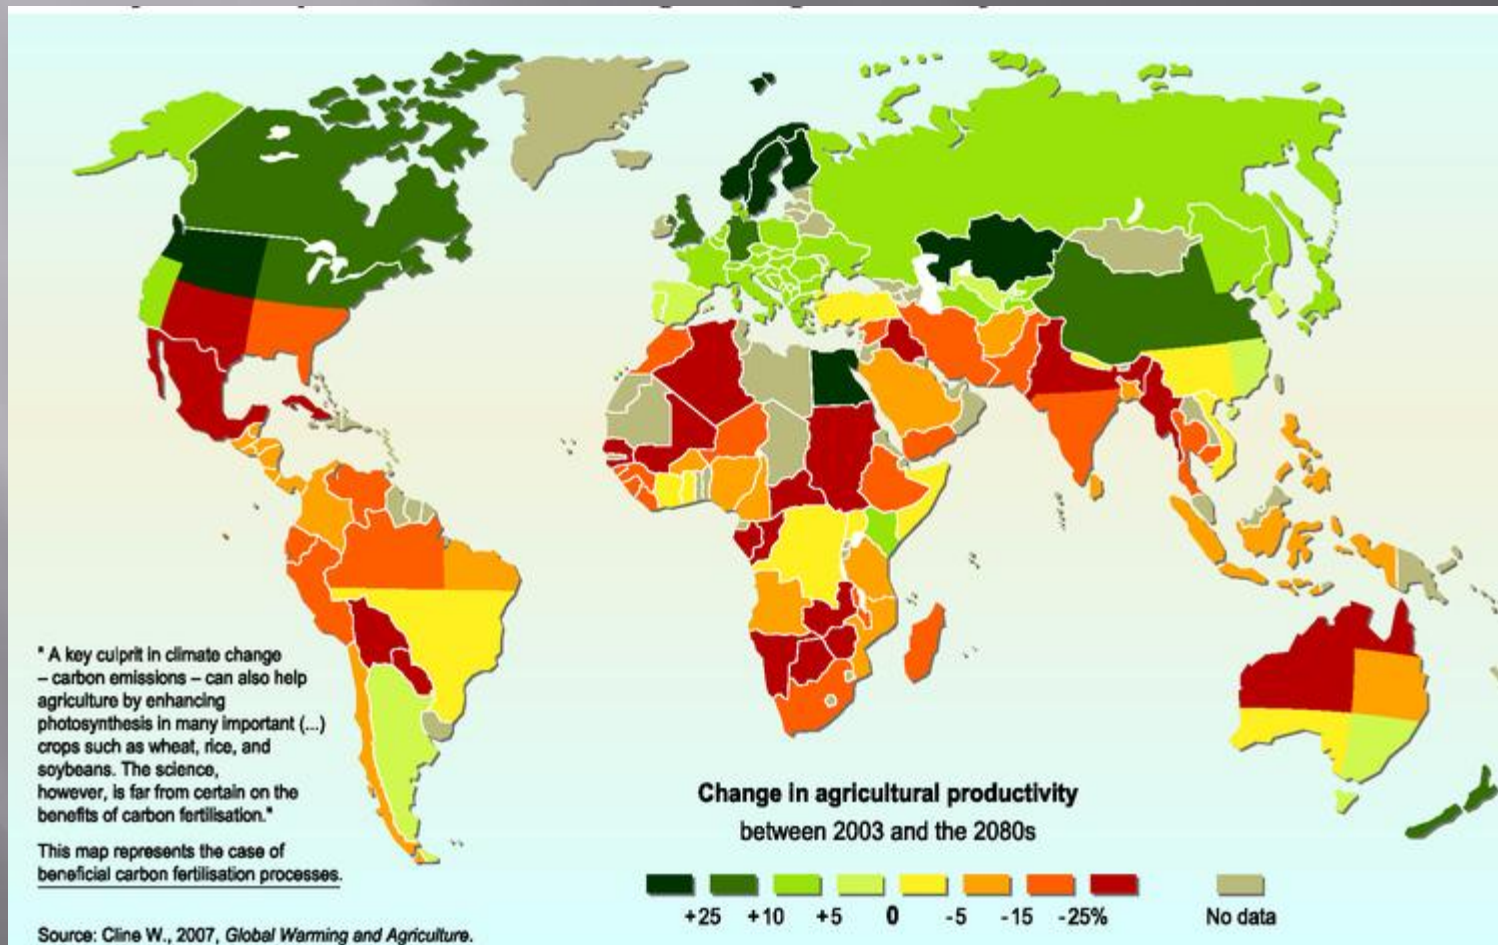 " A key culprit in climate change
– carbon emissions – can also help
agriculture by enhancing
photosynthesis in many important (...)
crops such as wheat, rice, and
soybeans. The science,
however, is far from certain on the
benefits of carbon fertilisation."
This map represents the case of
beneficial carbon fertilisation processes.
Source: Cline W., 2007, Global Warming and Agriculture.
Change in agricultural productivity
between 2003 and the 2080s
+25 +10 +5 0 -5 -15 -25%
No data